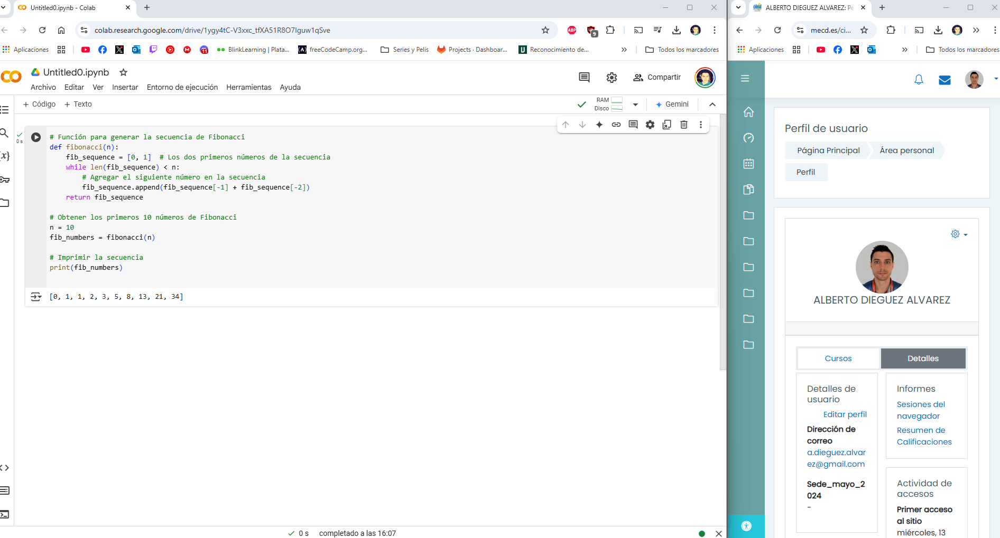 Untitled0.ipynb - Colab
colab.research.google.com/drive/1ygy4tC-V3xxc_tfXA51R8O7Iguw1qSve
ABP
9
Aplicaciones
11
BlinkLearning | Plata...
freeCodeCamp.org...
Series y Pelis
Projects · Dashboar...
Reconocimiento de...
Todos los marcadores
Untitled0.ipynb
Archivo Editar Ver Insertar Entorno de ejecución Herramientas Ayuda
Compartir
+ Código + Texto
RAM
Disco
Gemini
0 s
# Función para generar la secuencia de Fibonacci
def fibonacci(n):
    fib_sequence = [0, 1]  # Los dos primeros números de la secuencia
    while len(fib_sequence) < n:
        # Agregar el siguiente número en la secuencia
        fib_sequence.append(fib_sequence[-1] + fib_sequence[-2])
    return fib_sequence
# Obtener los primeros 10 números de Fibonacci
n = 10
fib_numbers = fibonacci(n)
# Imprimir la secuencia
print(fib_numbers)
[0, 1, 1, 2, 3, 5, 8, 13, 21, 34]
0 s completado a las 16:07
ALBERTO DIEGUEZ ALVAREZ: Pe
mecd.es/ci...
Aplicaciones
Todos los marcadores
Perfil de usuario
Página Principal
Área personal
Perfil
ALBERTO DIEGUEZ ALVAREZ
Cursos
Detalles
Detalles de
usuario
Editar perfil
Dirección de
correo
a.dieguez.alvar
ez@gmail.com
Sede_mayo_2
024
-
Informes
Sesiones del
navegador
Resumen de
Calificaciones
Actividad de
accesos
Primer acceso
al sitio
miércoles, 13